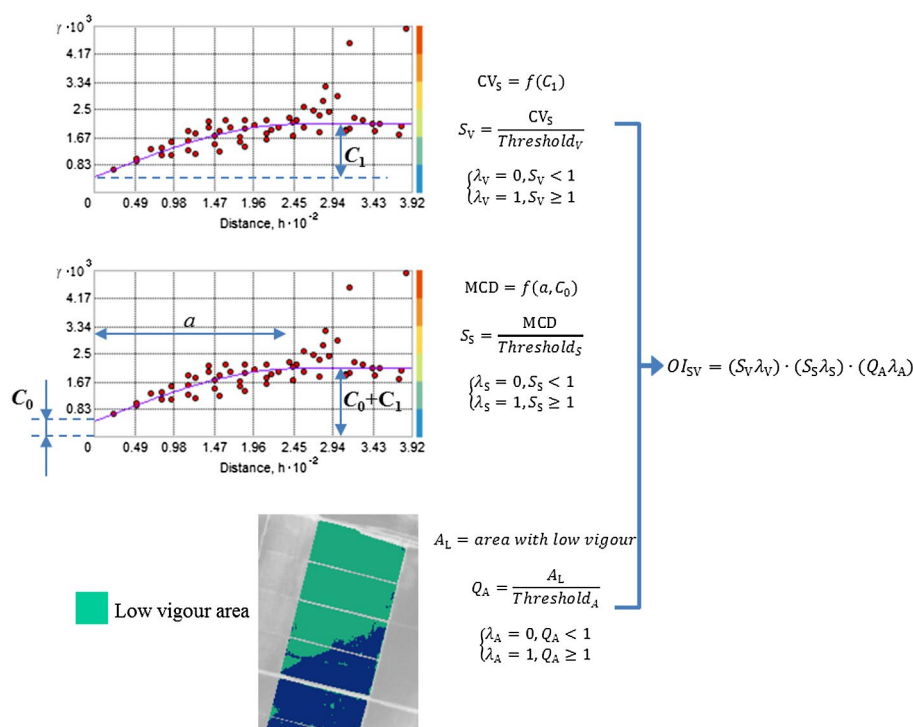 γ·10³
4.17
3.34
2.5
1.67
0.83
C₁
0 0.49 0.98 1.47 1.96 2.45 2.94 3.43 3.92
Distance, h·10⁻²
CV_S = f(C₁)
S_V = CV_S / Threshold_V
{λ_V = 0, S_V < 1
{λ_V = 1, S_V ≥ 1
γ·10³
4.17
3.34
2.5
1.67
0.83
a
C₀
C₀+C₁
0 0.49 0.98 1.47 1.96 2.45 2.94 3.43 3.92
Distance, h·10⁻²
MCD = f(a, C₀)
S_S = MCD / Threshold_S
{λ_S = 0, S_S < 1
{λ_S = 1, S_S ≥ 1
OI_SV = (S_V λ_V) · (S_S λ_S) · (Q_A λ_A)
Low vigour area
A_L = area with low vigour
Q_A = A_L / Threshold_A
{λ_A = 0, Q_A < 1
{λ_A = 1, Q_A ≥ 1